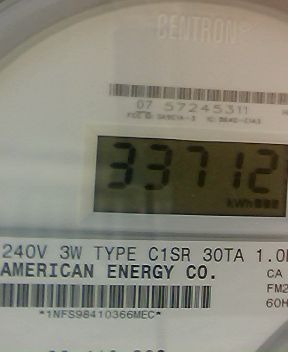 CENTRON
07 57245311
33712
kWh
240V 3W TYPE C1SR 30TA 1.0
AMERICAN ENERGY CO.
CA
FM2
60H
*1NFS98410366MEC*